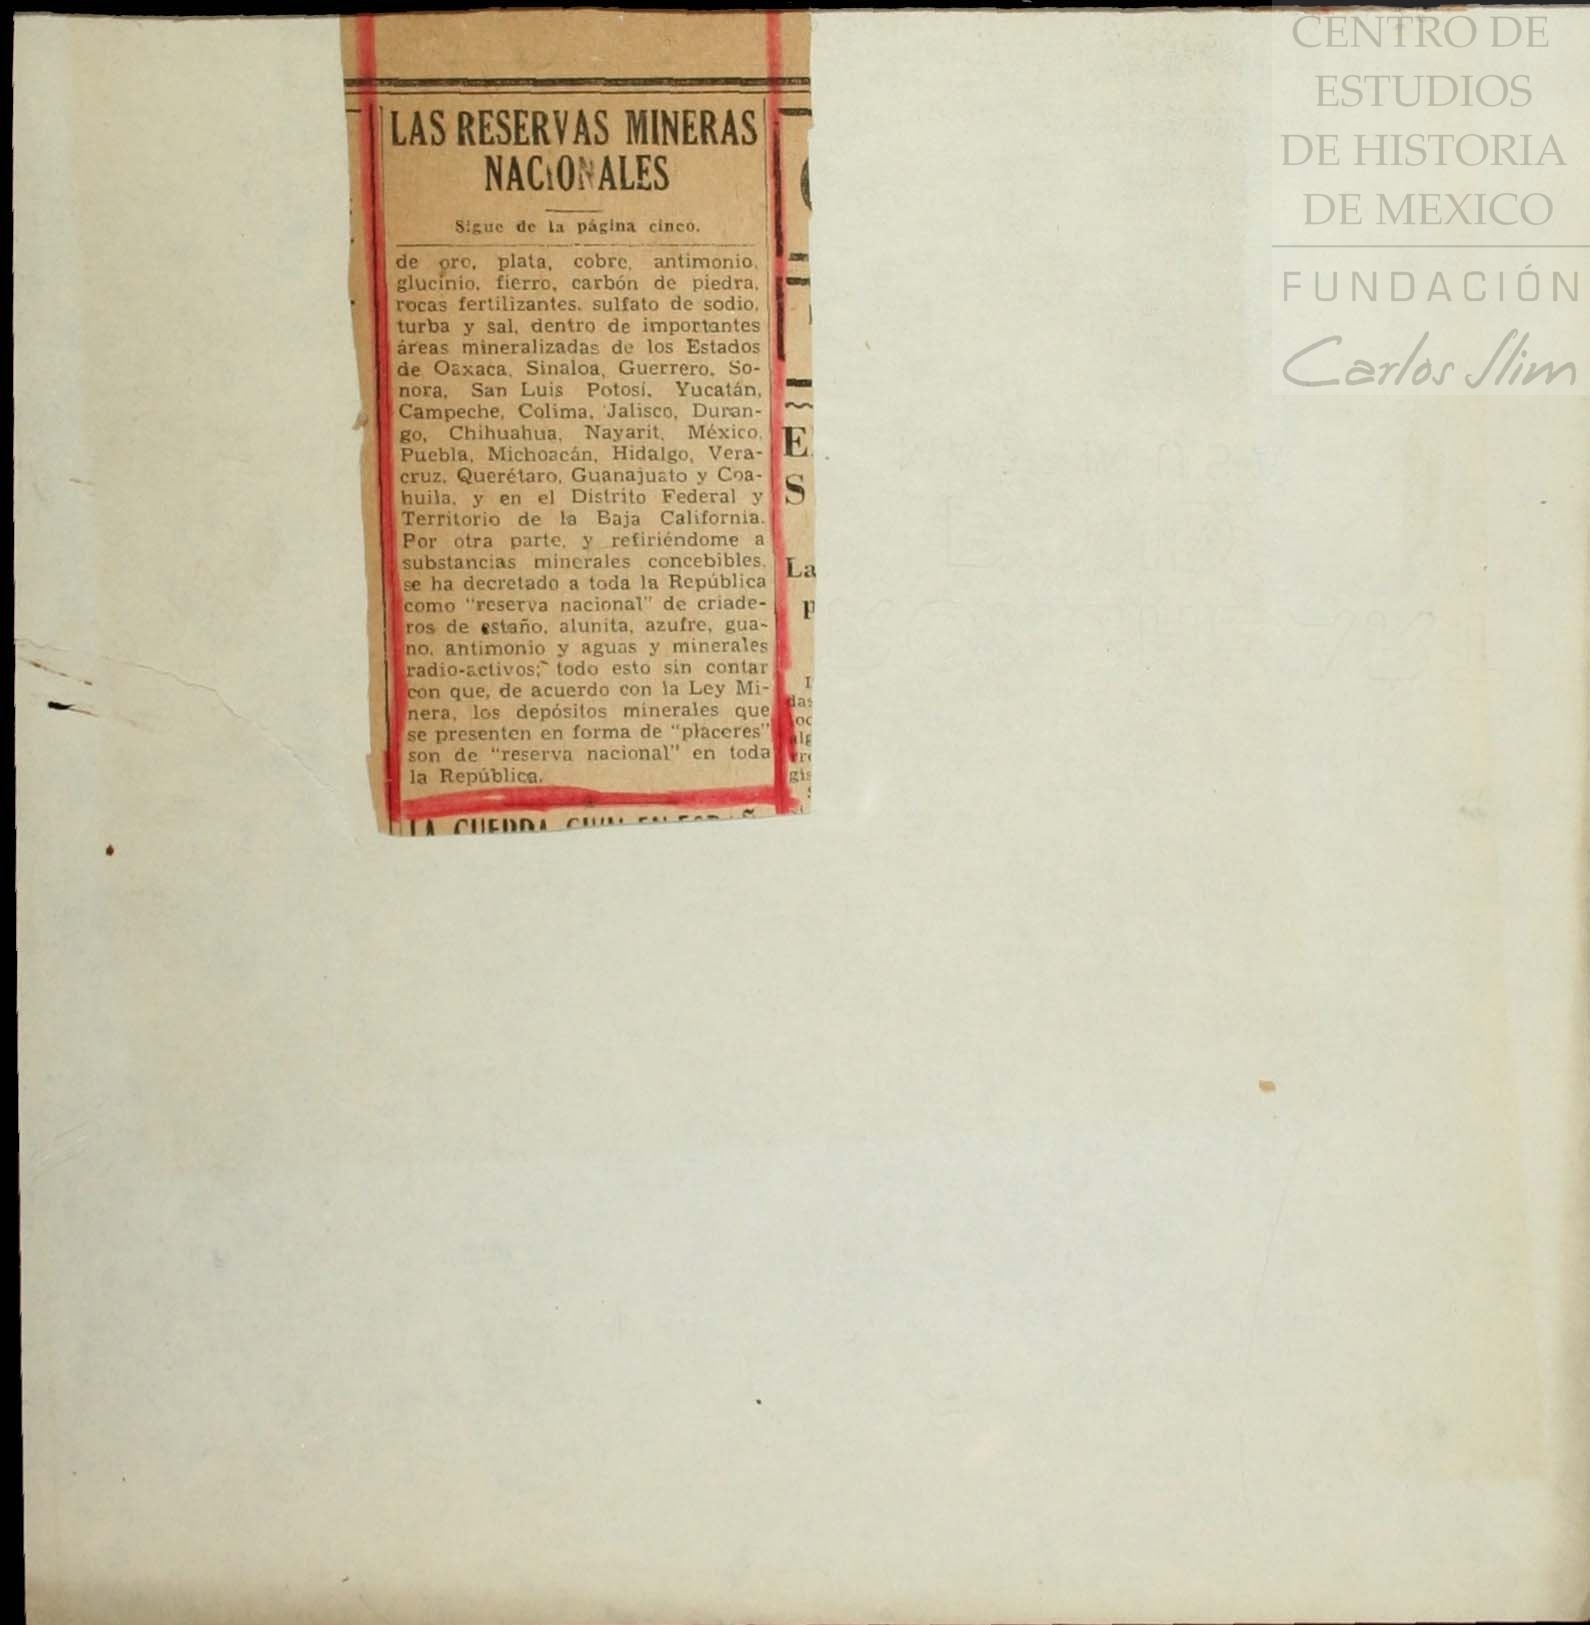 CENTRO DE
ESTUDIOS
DE HISTORIA
DE MEXICO
FUNDACIÓN
Carlos Slim
LAS RESERVAS MINERAS
NACIONALES
Sigue de la página cinco.
de oro, plata, cobre, antimonio,
glucinio, fierro, carbón de piedra,
rocas fertilizantes, sulfato de sodio,
turba y sal, dentro de importantes
áreas mineralizadas de los Estados
de Oaxaca, Sinaloa, Guerrero, So-
nora, San Luis Potosí, Yucatán,
Campeche, Colima, Jalisco, Duran-
go, Chihuahua, Nayarit, México,
Puebla, Michoacán, Hidalgo, Vera-
cruz, Querétaro, Guanajuato y Coa-
huila, y en el Distrito Federal y
Territorio de la Baja California.
Por otra parte, y refiriéndome a
substancias minerales concebibles,
se ha decretado a toda la República
como "reserva nacional" de criade-
ros de estaño, alunita, azufre, gua-
no, antimonio y aguas y minerales
radio-activos; todo esto sin contar
con que, de acuerdo con la Ley Mi-
nera, los depósitos minerales que
se presenten en forma de "placeres"
son de "reserva nacional" en toda
la República.
E
S
La
p